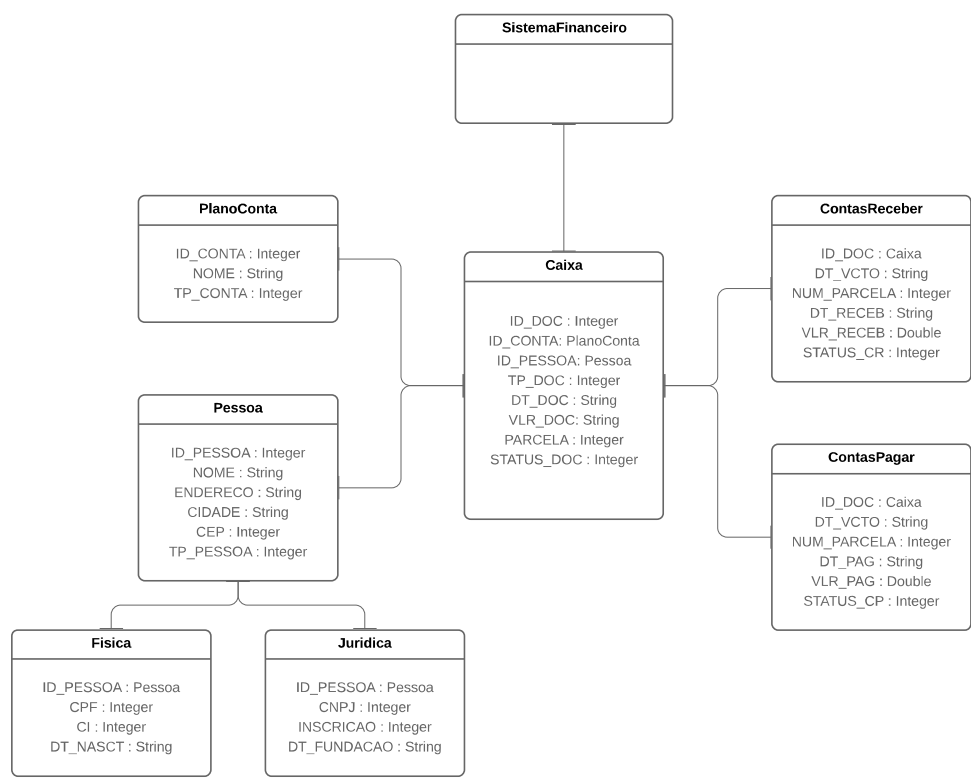 SistemaFinanceiro
PlanoConta
ID_CONTA : Integer
NOME : String
TP_CONTA : Integer
Caixa
ID_DOC : Integer
ID_CONTA: PlanoConta
ID_PESSOA: Pessoa
TP_DOC : Integer
DT_DOC : String
VLR_DOC: String
PARCELA : Integer
STATUS_DOC : Integer
ContasReceber
ID_DOC : Caixa
DT_VCTO : String
NUM_PARCELA : Integer
DT_RECEB : String
VLR_RECEB : Double
STATUS_CR : Integer
Pessoa
ID_PESSOA : Integer
NOME : String
ENDERECO : String
CIDADE : String
CEP : Integer
TP_PESSOA : Integer
ContasPagar
ID_DOC : Caixa
DT_VCTO : String
NUM_PARCELA : Integer
DT_PAG : String
VLR_PAG : Double
STATUS_CP : Integer
Fisica
ID_PESSOA : Pessoa
CPF : Integer
CI : Integer
DT_NASCT : String
Juridica
ID_PESSOA : Pessoa
CNPJ : Integer
INSCRICAO : Integer
DT_FUNDACAO : String